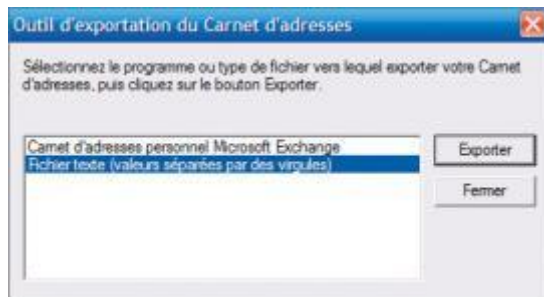 Outil d'exportation du Carnet d'adresses
Sélectionnez le programme ou type de fichier vers lequel exporter votre Carnet
d'adresses, puis cliquez sur le bouton Exporter.
Carnet d'adresses personnel Microsoft Exchange
Exporter
Fichier texte (valeurs séparées par des virgules)
Fermer